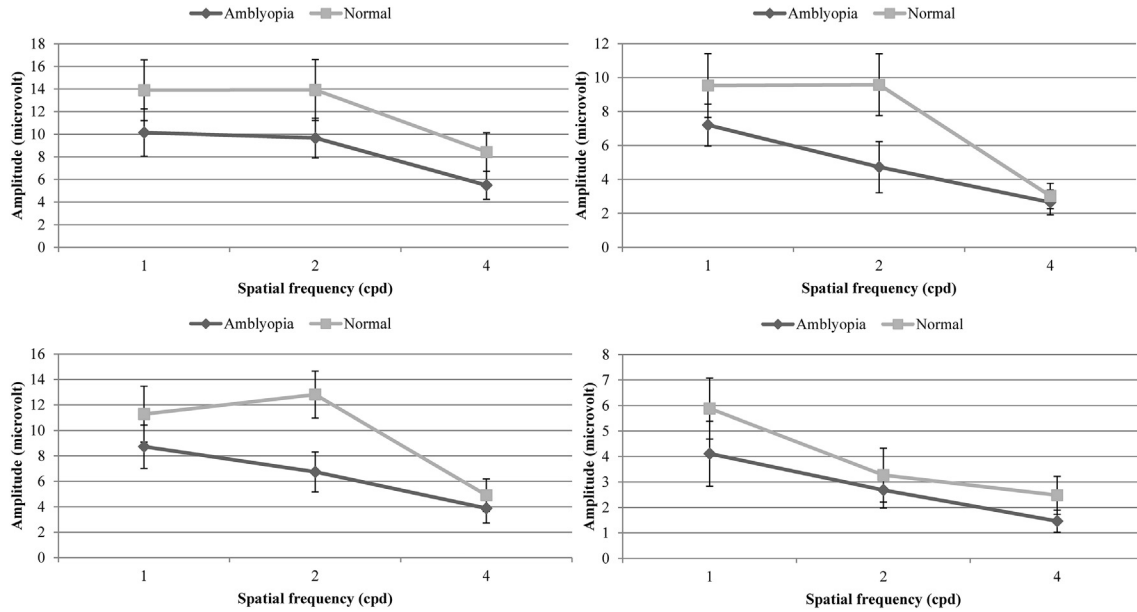 Amblyopia Normal
Amplitude (microvolt)
18
16
14
12
10
8
6
4
2
0
1 2 4
Spatial frequency (cpd)
Amblyopia Normal
Amplitude (microvolt)
12
10
8
6
4
2
0
1 2 4
Spatial frequency (cpd)
Amblyopia Normal
Amplitude (microvolt)
16
14
12
10
8
6
4
2
0
1 2 4
Spatial frequency (cpd)
Amblyopia Normal
Amplitude (microvolt)
8
7
6
5
4
3
2
1
0
1 2 4
Spatial frequency (cpd)